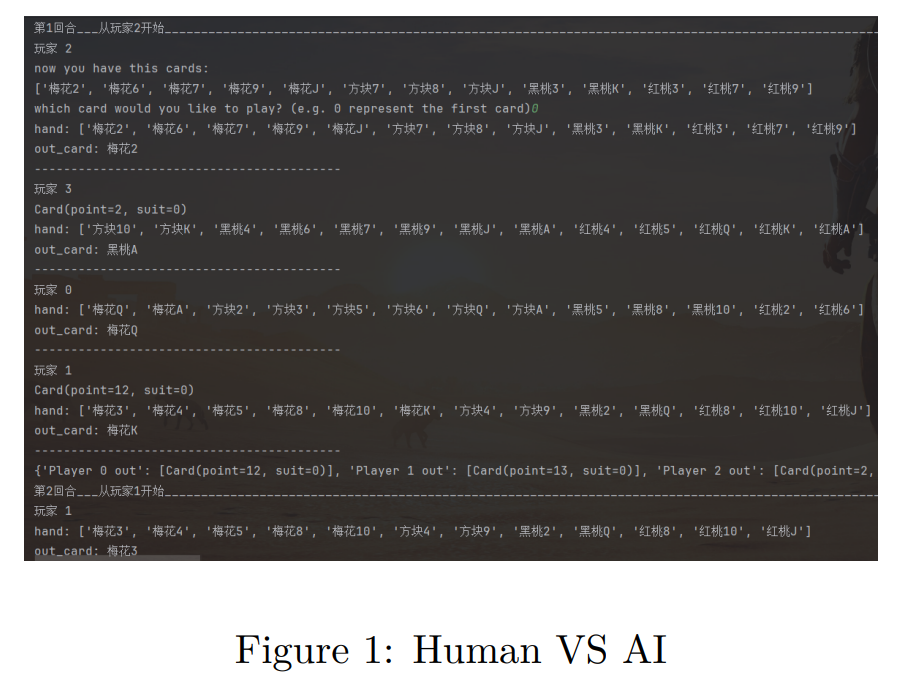 第1回合___从玩家2开始______________________________________________________________________________________________
玩家 2
now you have this cards:
['梅花2', '梅花6', '梅花7', '梅花9', '梅花J', '方块7', '方块8', '方块J', '黑桃3', '黑桃K', '红桃3', '红桃7', '红桃9']
which card would you like to play? (e.g. 0 represent the first card)0
hand: ['梅花2', '梅花6', '梅花7', '梅花9', '梅花J', '方块7', '方块8', '方块J', '黑桃3', '黑桃K', '红桃3', '红桃7', '红桃9']
out_card: 梅花2
-----------------------------------------
玩家 3
Card(point=2, suit=0)
hand: ['方块10', '方块K', '黑桃4', '黑桃6', '黑桃7', '黑桃9', '黑桃J', '黑桃A', '红桃4', '红桃5', '红桃Q', '红桃K', '红桃A']
out_card: 黑桃A
-----------------------------------------
玩家 0
hand: ['梅花Q', '梅花A', '方块2', '方块3', '方块5', '方块6', '方块Q', '方块A', '黑桃5', '黑桃8', '黑桃10', '红桃2', '红桃6']
out_card: 梅花Q
-----------------------------------------
玩家 1
Card(point=12, suit=0)
hand: ['梅花3', '梅花4', '梅花5', '梅花8', '梅花10', '梅花K', '方块4', '方块9', '黑桃2', '黑桃Q', '红桃8', '红桃10', '红桃J']
out_card: 梅花K
-----------------------------------------
{'Player 0 out': [Card(point=12, suit=0)], 'Player 1 out': [Card(point=13, suit=0)], 'Player 2 out': [Card(point=2,
第2回合___从玩家1开始______________________________________________________________________________________________
玩家 1
hand: ['梅花3', '梅花4', '梅花5', '梅花8', '梅花10', '方块4', '方块9', '黑桃2', '黑桃Q', '红桃8', '红桃10', '红桃J']
out_card: 梅花3
Figure 1: Human VS AI